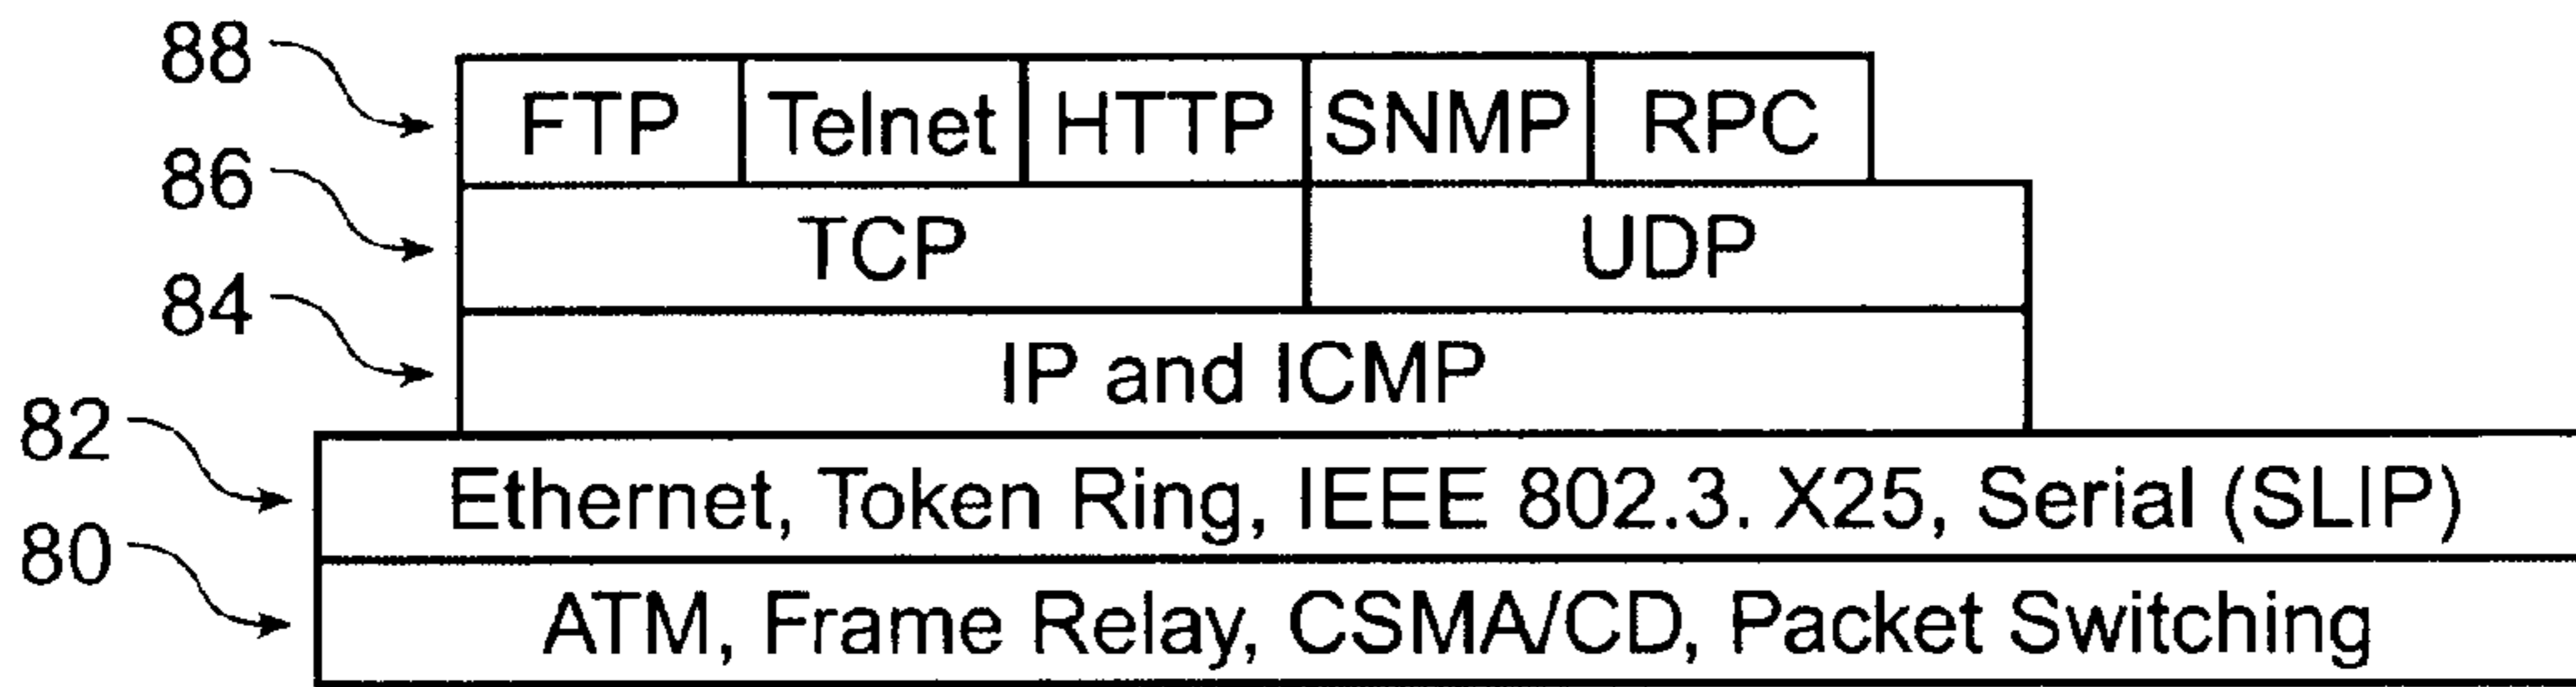 88
FTP Telnet HTTP SNMP RPC
86
TCP UDP
84
IP and ICMP
82
Ethernet, Token Ring, IEEE 802.3. X25, Serial (SLIP)
80
ATM, Frame Relay, CSMA/CD, Packet Switching